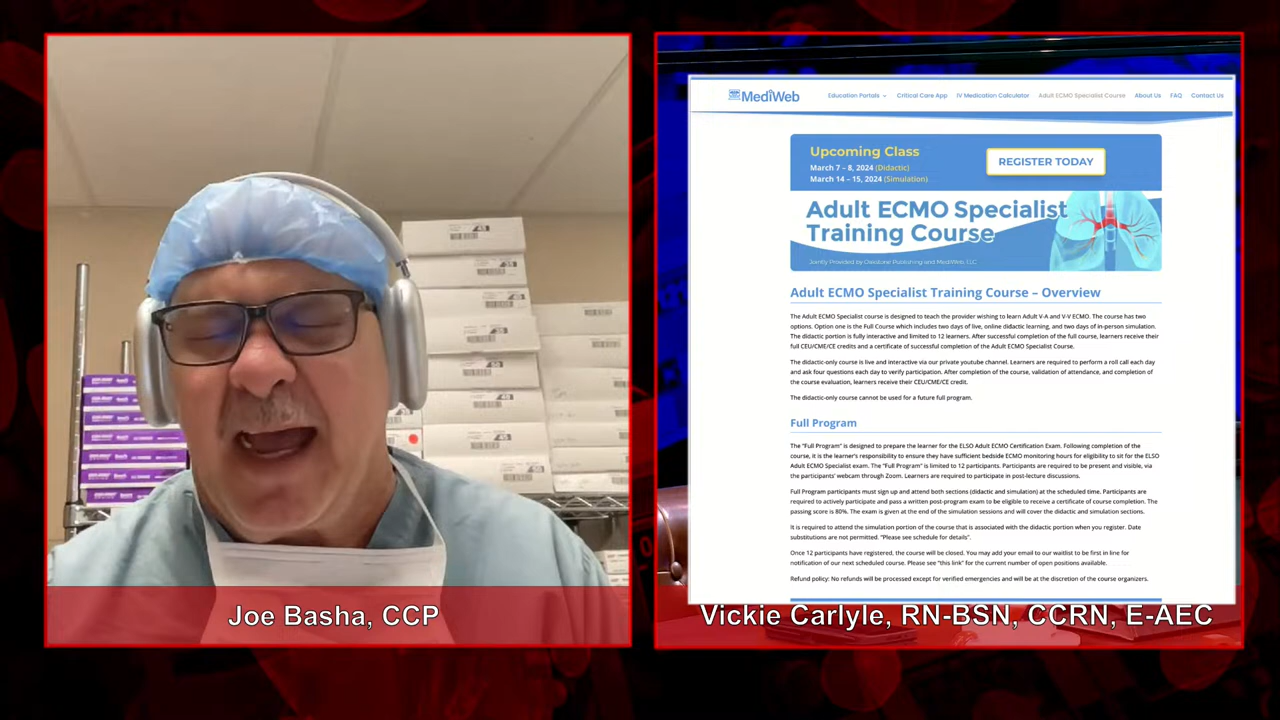 MediWeb
Education Portals
Critical Care App
IV Medication Calculator
Adult ECMO Specialist Course
About Us
FAQ
Contact Us
Upcoming Class
March 7 – 8, 2024 (Didactic)
March 14 – 15, 2024 (Simulation)
REGISTER TODAY
Adult ECMO Specialist
Training Course
Jointly Provided by Owlstone Publishing and MediWeb, LLC
Adult ECMO Specialist Training Course – Overview
The Adult ECMO Specialist course is designed to teach the provider wishing to learn Adult V-A and V-V ECMO. The course has two
options. Option one is the Full Course which includes two days of live, online didactic learning, and two days of in-person simulation.
The didactic portion is fully interactive and limited to 12 learners. After successful completion of the full course, learners receive their
full CEU/CME/CE credits and a certificate of successful completion of the Adult ECMO Specialist Course.
The didactic-only course is live and interactive via our private youtube channel. Learners are required to perform a roll call each day
and ask four questions each day to verify participation. After completion of the course, validation of attendance, and completion of
the course evaluation, learners receive their CEU/CME/CE credit.
The didactic-only course cannot be used for a future full program.
Full Program
The "Full Program" is designed to prepare the learner for the ELSO Adult ECMO Certification Exam. Following completion of the
course, it is the learner's responsibility to ensure they have sufficient bedside ECMO monitoring hours for eligibility to sit for the ELSO
Adult ECMO Specialist exam. The "Full Program" is limited to 12 participants. Participants are required to be present and visible, via
the participants' webcam through Zoom. Learners are required to participate in post-lecture discussions.
Full Program participants must sign up and attend both sections (didactic and simulation) at the scheduled time. Participants are
required to actively participate and pass a written post-program exam to be eligible to receive a certificate of course completion. The
passing score is 80%. The exam is given at the end of the simulation sessions and will cover the didactic and simulation sections.
It is required to attend the simulation portion of the course that is associated with the didactic portion when you register. Date
substitutions are not permitted. "Please see schedule for details".
Once 12 participants have registered, the course will be closed. You may add your email to our waitlist to be first in line for
notification of our next scheduled course. Please see "this link" for the current number of open positions available.
Refund policy: No refunds will be processed except for verified emergencies and will be at the discretion of the course organizers.
Joe Basha, CCP
Vickie Carlyle, RN-BSN, CCRN, E-AEC